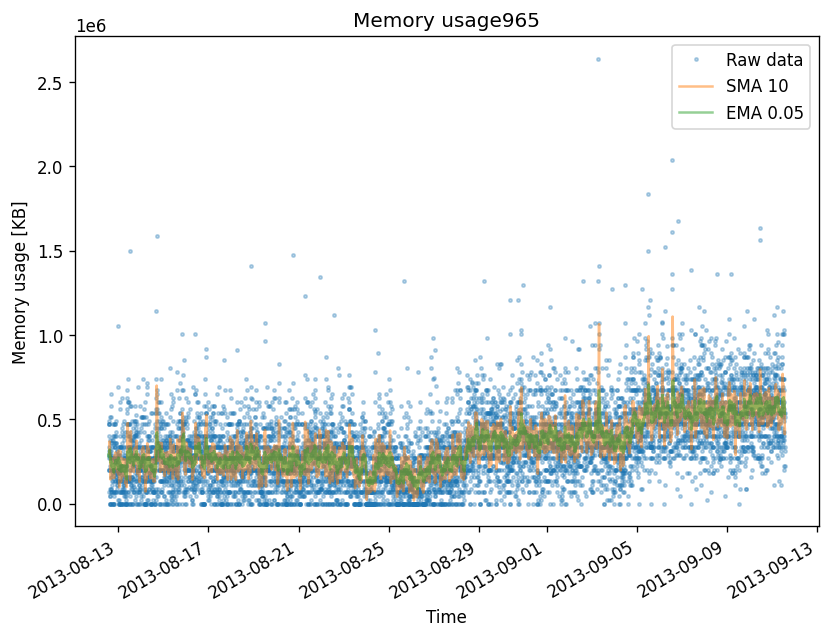 Memory usage965
1e6
Raw data
SMA 10
EMA 0.05
2.5
2.0
1.5
1.0
0.5
0.0
Memory usage [KB]
2013-08-13
2013-08-17
2013-08-21
2013-08-25
2013-08-29
2013-09-01
2013-09-05
2013-09-09
2013-09-13
Time